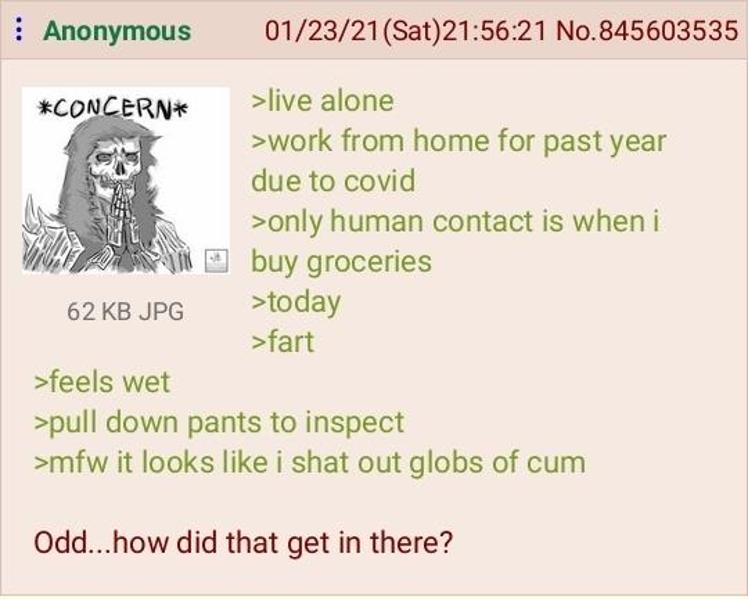 Anonymous 01/23/21(Sat)21:56:21 No.845603535
*CONCERN*
62 KB JPG
>live alone
>work from home for past year
due to covid
>only human contact is when i
buy groceries
>today
>fart
>feels wet
>pull down pants to inspect
>mfw it looks like i shat out globs of cum
Odd...how did that get in there?